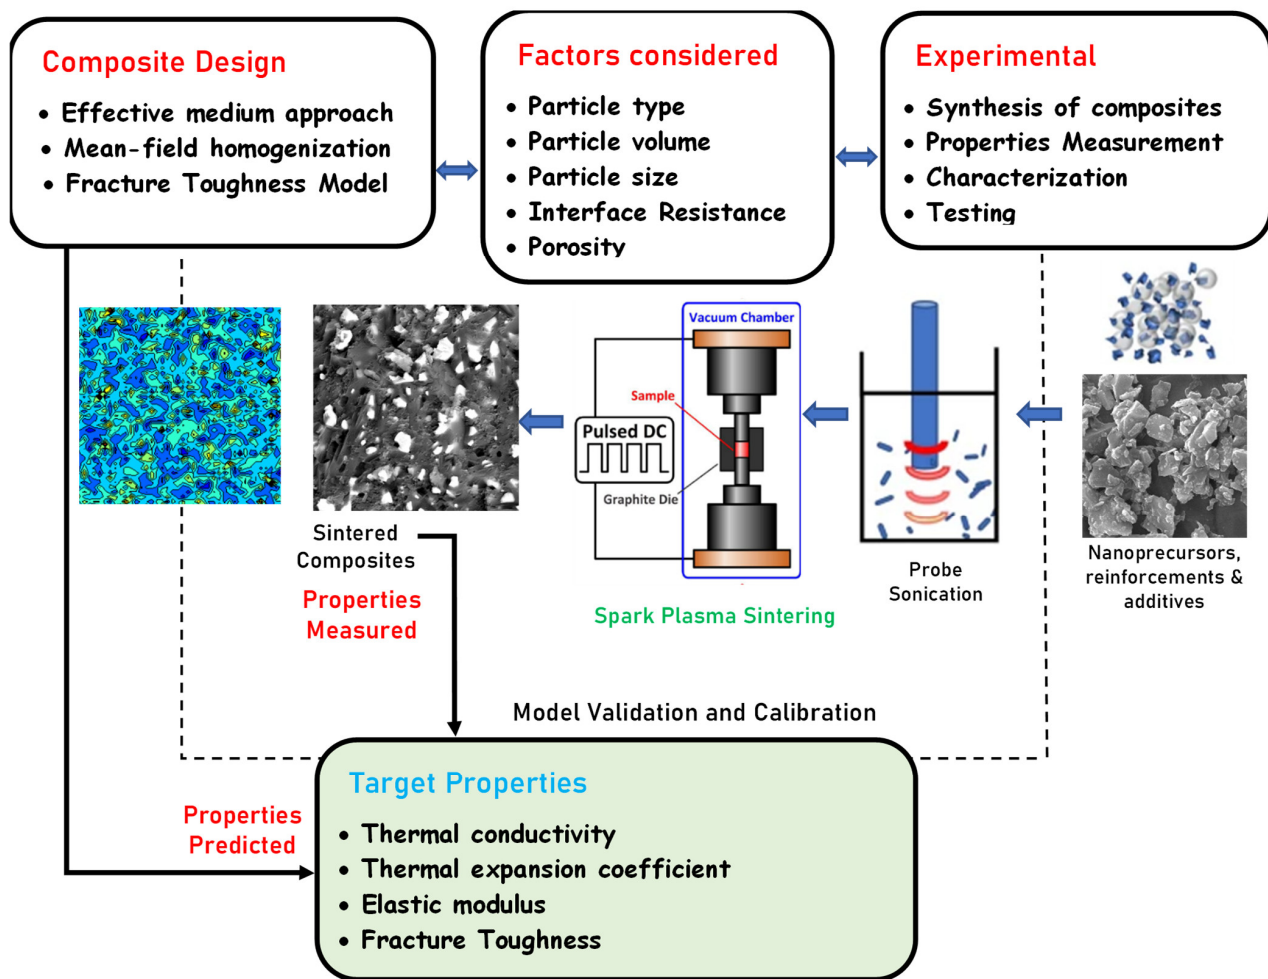 Composite Design
• Effective medium approach
• Mean-field homogenization
• Fracture Toughness Model
Factors considered
• Particle type
• Particle volume
• Particle size
• Interface Resistance
• Porosity
Experimental
• Synthesis of composites
• Properties Measurement
• Characterization
• Testing
Vacuum Chamber
Sample
Pulsed DC
Graphite Die
Sintered
Composites
Properties
Measured
Spark Plasma Sintering
Probe
Sonication
Nanoprecursors,
reinforcements &
additives
Model Validation and Calibration
Properties
Predicted
Target Properties
• Thermal conductivity
• Thermal expansion coefficient
• Elastic modulus
• Fracture Toughness